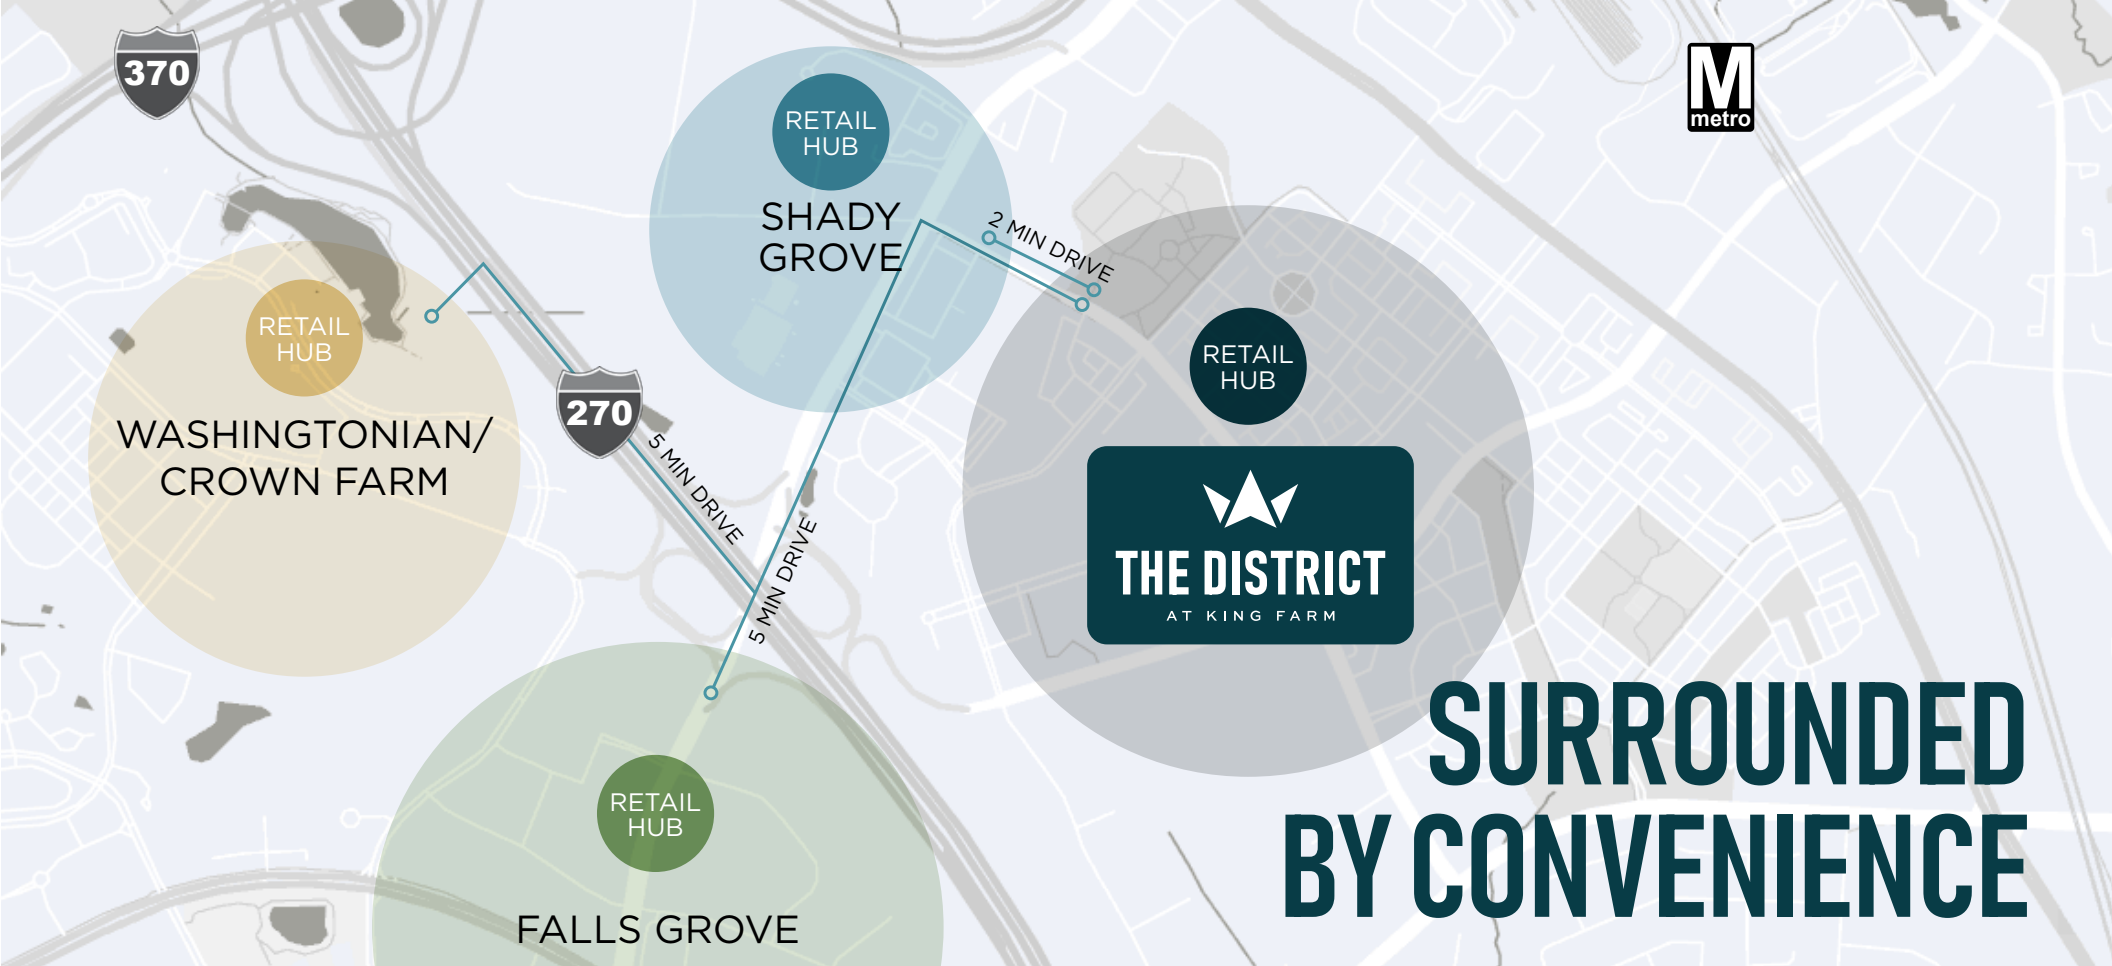 370
M
metro
RETAIL
HUB
SHADY
GROVE
2 MIN DRIVE
RETAIL
HUB
WASHINGTONIAN/
CROWN FARM
270
5 MIN DRIVE
5 MIN DRIVE
RETAIL
HUB
THE DISTRICT
AT KING FARM
RETAIL
HUB
FALLS GROVE
SURROUNDED
BY CONVENIENCE